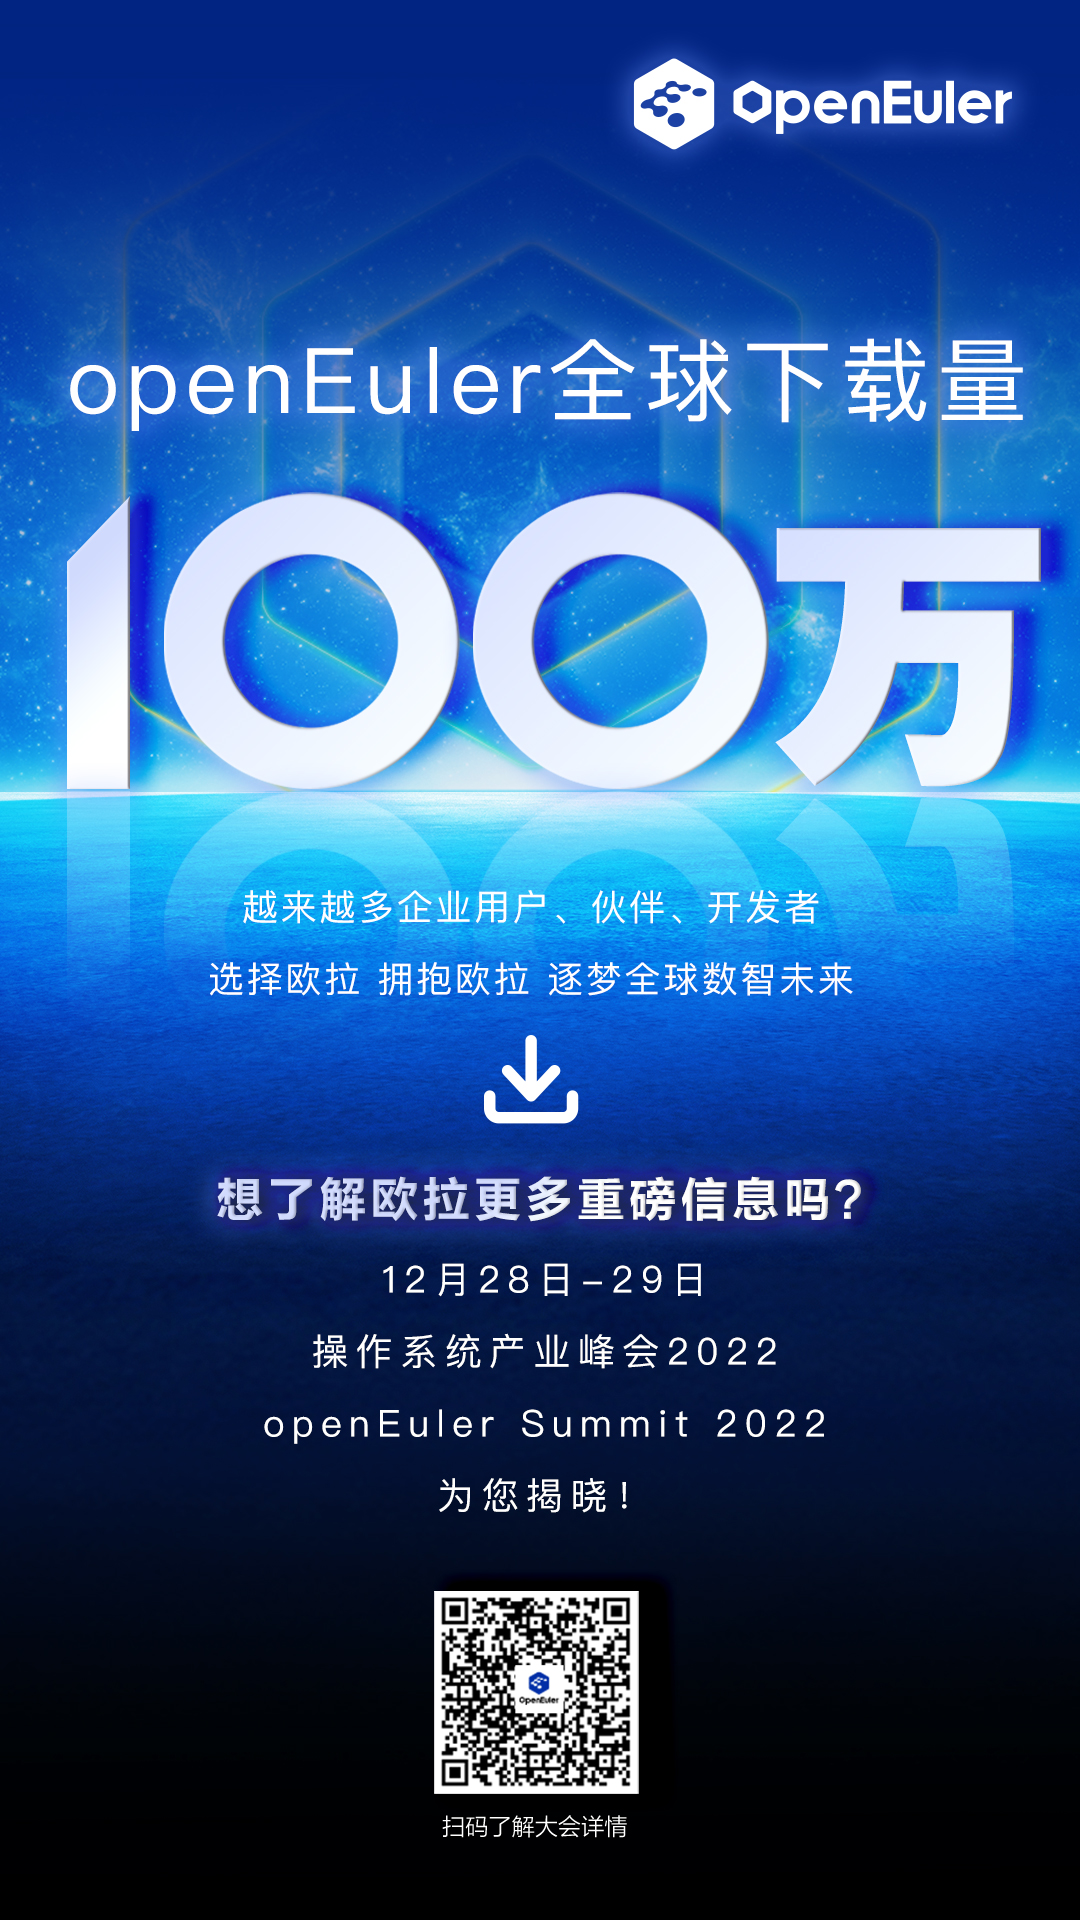 OpenEuler
openEuler全球下载量
100万
越来越多企业用户、伙伴、开发者
选择欧拉 拥抱欧拉 逐梦全球数智未来
想了解欧拉更多重磅信息吗?
12月28日-29日
操作系统产业峰会2022
openEuler Summit 2022
为您揭晓!
OpenEuler
扫码了解大会详情